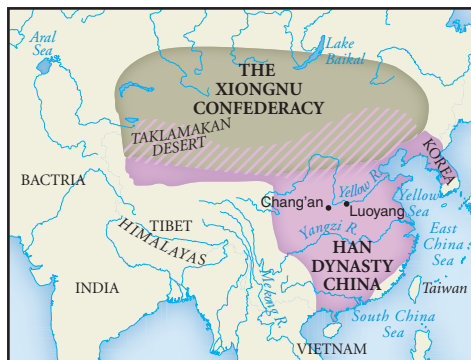 Aral
Sea
Lake
Baikal
THE
XIONGNU
CONFEDERACY
TAKLAMAKAN
DESERT
KOREA
BACTRIA
Yellow R.
Chang'an
Luoyang
Yellow
Sea
TIBET
Yangzi R.
East
China
Sea
HIMALAYAS
HAN
DYNASTY
CHINA
INDIA
Mekong R.
Taiwan
South China
Sea
VIETNAM